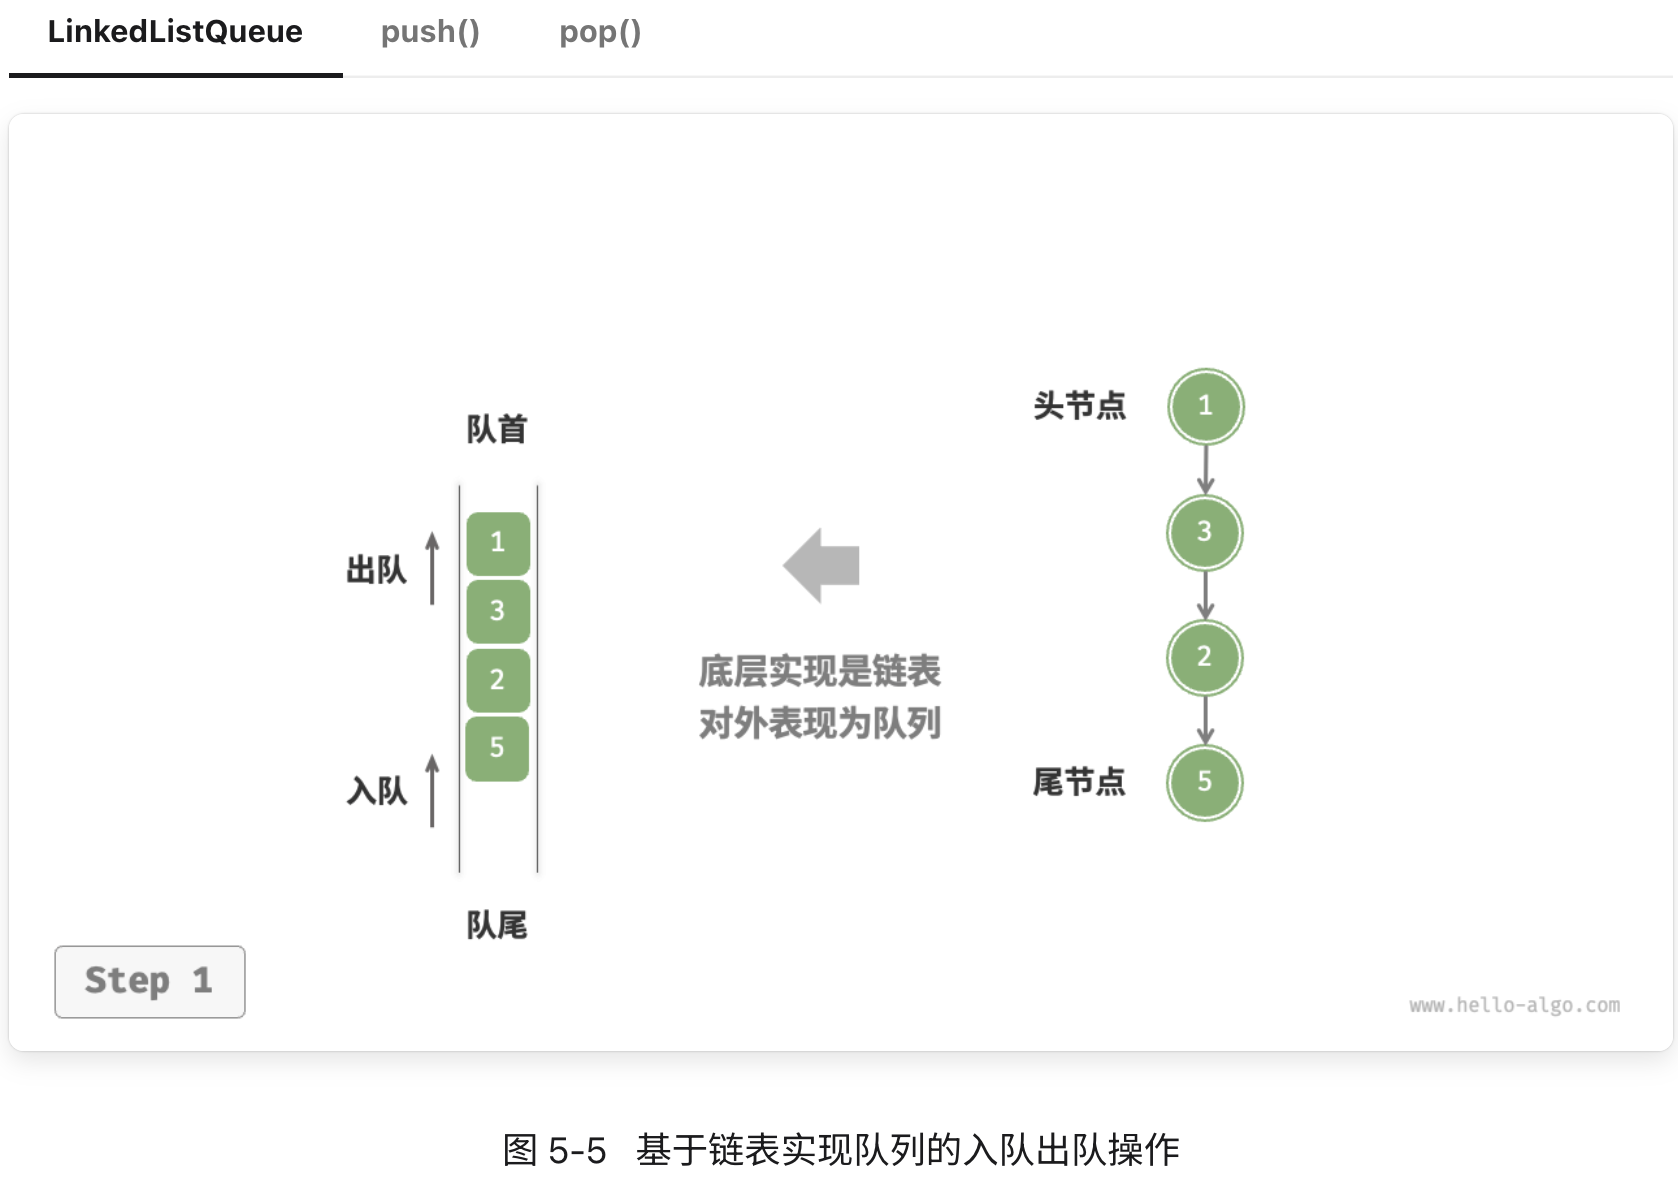 LinkedListQueue push() pop()
队首
出队
1
3
2
5
入队
队尾
底层实现是链表
对外表现为队列
头节点
1
3
2
尾节点
5
Step 1
www.hello-algo.com
图 5-5 基于链表实现队列的入队出队操作